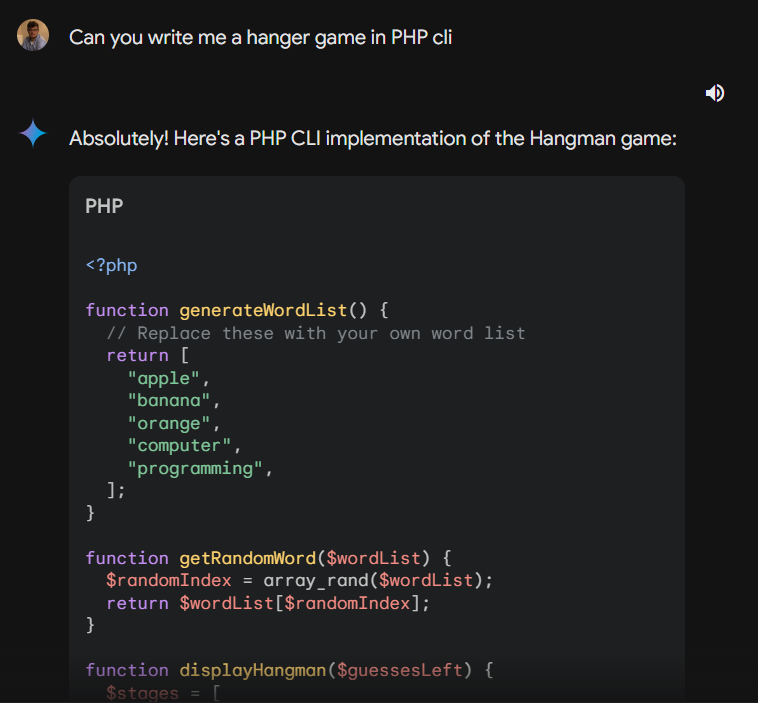 Can you write me a hanger game in PHP cli
Absolutely! Here's a PHP CLI implementation of the Hangman game:
PHP
<?php
function generateWordList() {
  // Replace these with your own word list
  return [
    "apple",
    "banana",
    "orange",
    "computer",
    "programming",
  ];
}
function getRandomWord($wordList) {
  $randomIndex = array_rand($wordList);
  return $wordList[$randomIndex];
}
function displayHangman($guessesLeft) {
  $stages = [